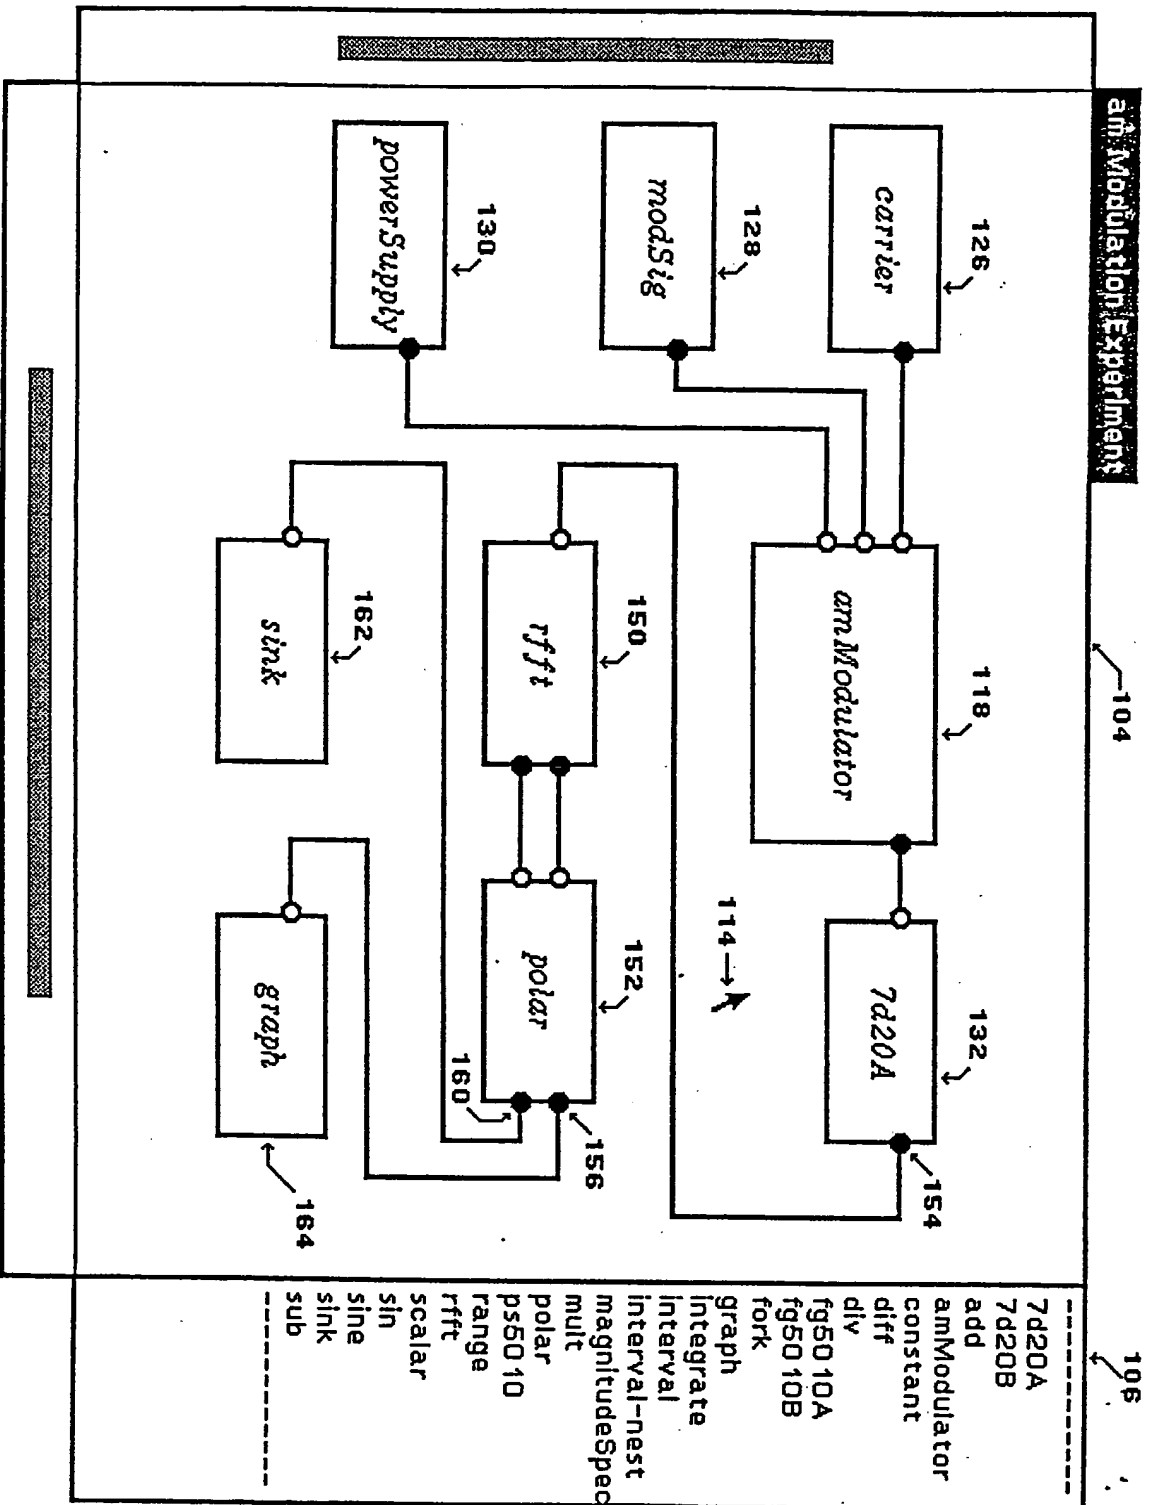 am Modulation Experiment
104
106
carrier
126
modSig
128
powerSupply
130
amModulator
118
7d20A
132
154
114
rfft
150
polar
152
156
160
sink
162
graph
164
----------
7d20A
7d20B
add
amModulator
constant
diff
div
fg5010A
fg5010B
fork
graph
integrate
interval
interval-nest
magnitudeSpec
mult
polar
ps5010
range
rfft
scalar
sin
sine
sink
sub
----------